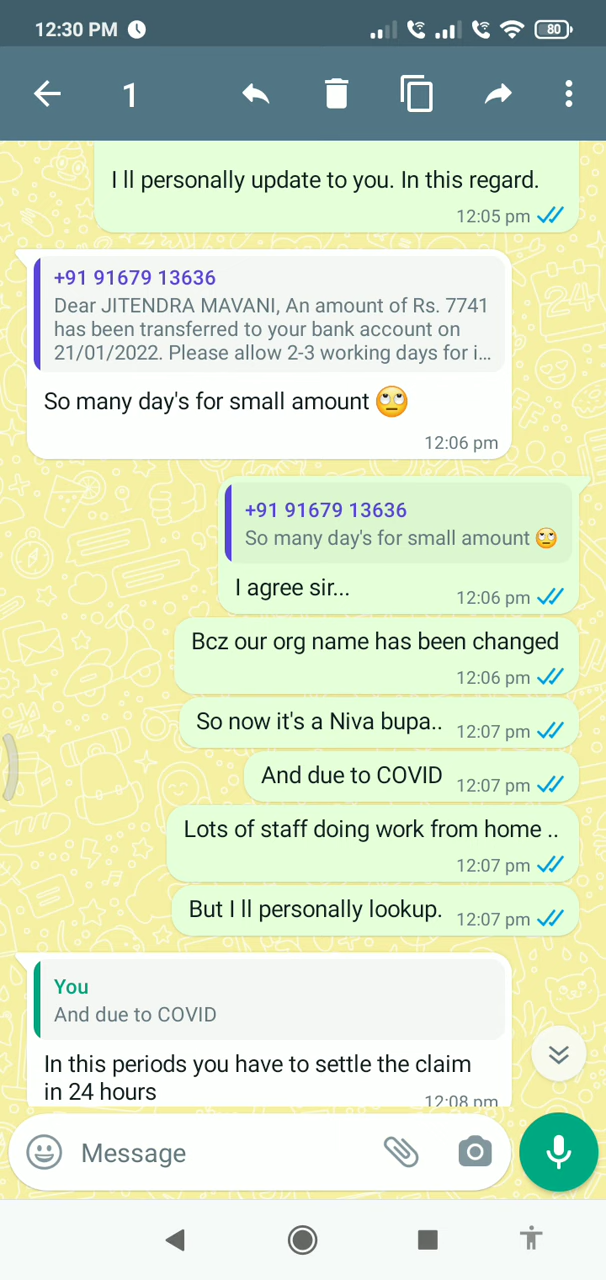 12:30 PM
80
1
I ll personally update to you. In this regard.
12:05 pm
+91 91679 13636
Dear JITENDRA MAVANI, An amount of Rs. 7741
has been transferred to your bank account on
21/01/2022. Please allow 2-3 working days for i...
So many day's for small amount 🙄
12:06 pm
+91 91679 13636
So many day's for small amount 🙄
I agree sir...
12:06 pm
Bcz our org name has been changed
12:06 pm
So now it's a Niva bupa..
12:07 pm
And due to COVID
12:07 pm
Lots of staff doing work from home ..
12:07 pm
But I ll personally lookup.
12:07 pm
You
And due to COVID
In this periods you have to settle the claim
in 24 hours
12:08 pm
Message